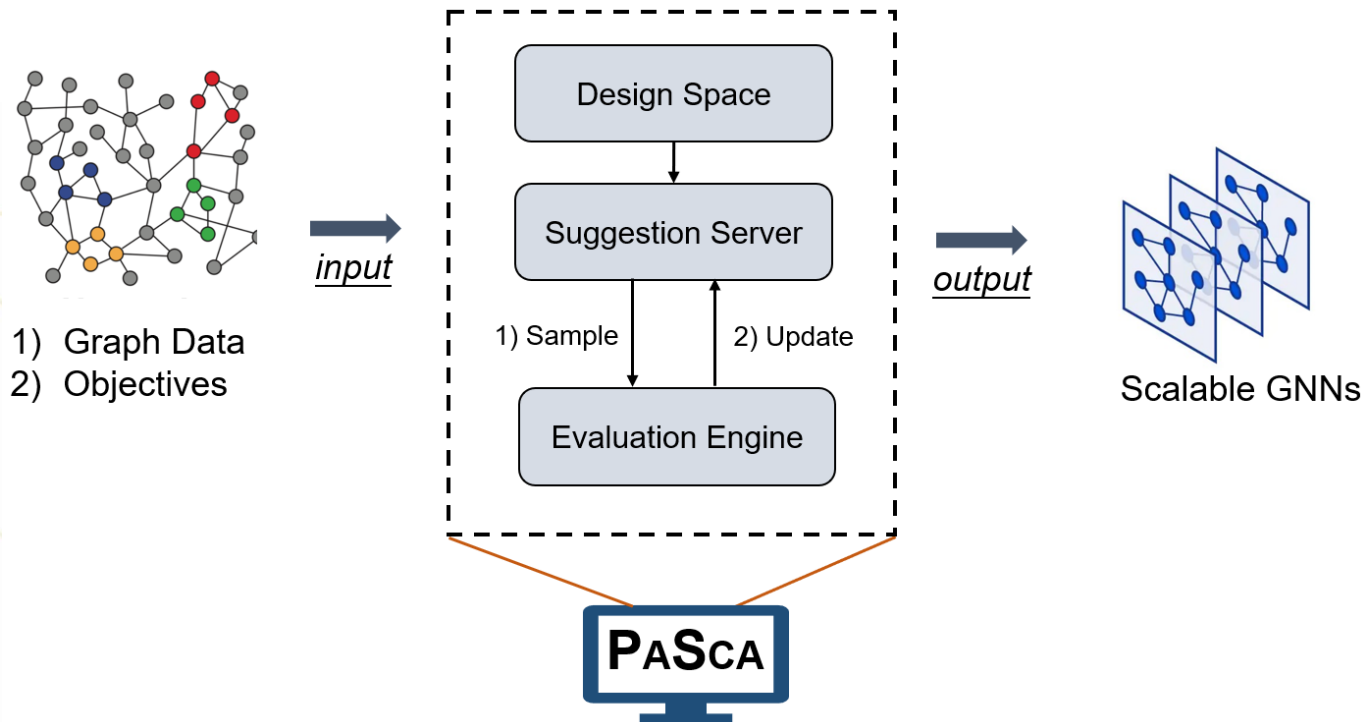 Design Space
Suggestion Server
input
output
1) Sample
2) Update
1) Graph Data
2) Objectives
Scalable GNNs
Evaluation Engine
PASCA